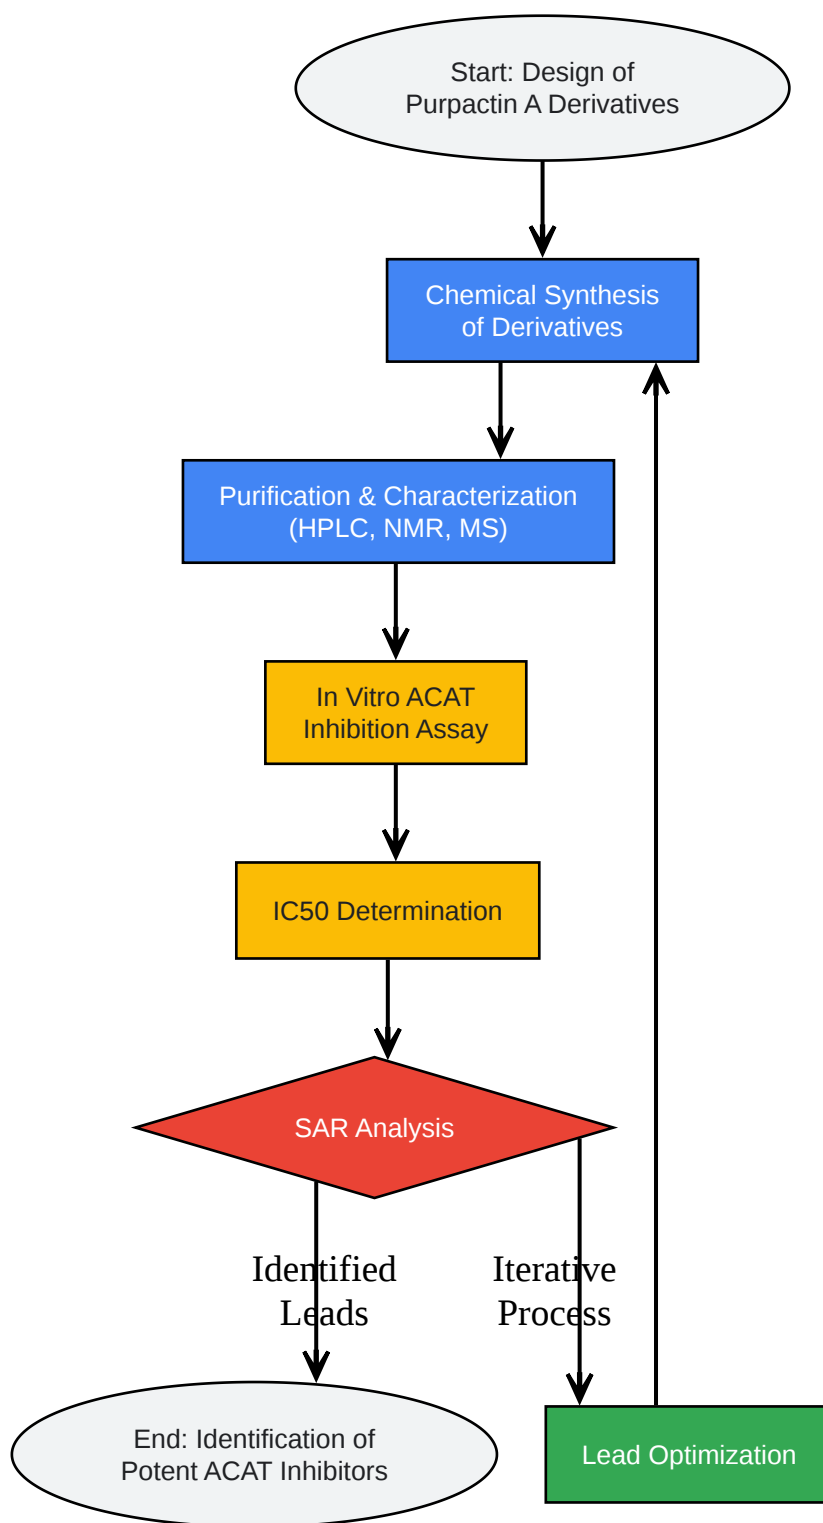 Start: Design of
Purpactin A Derivatives
Chemical Synthesis
of Derivatives
Purification & Characterization
(HPLC, NMR, MS)
In Vitro ACAT
Inhibition Assay
IC50 Determination
SAR Analysis
Identified
Leads
Iterative
Process
End: Identification of
Potent ACAT Inhibitors
Lead Optimization